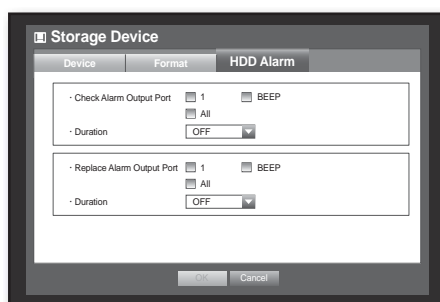 Storage Device
Device Format HDD Alarm
· Check Alarm Output Port 1 BEEP
All
· Duration OFF
· Replace Alarm Output Port 1 BEEP
All
· Duration OFF
OK Cancel